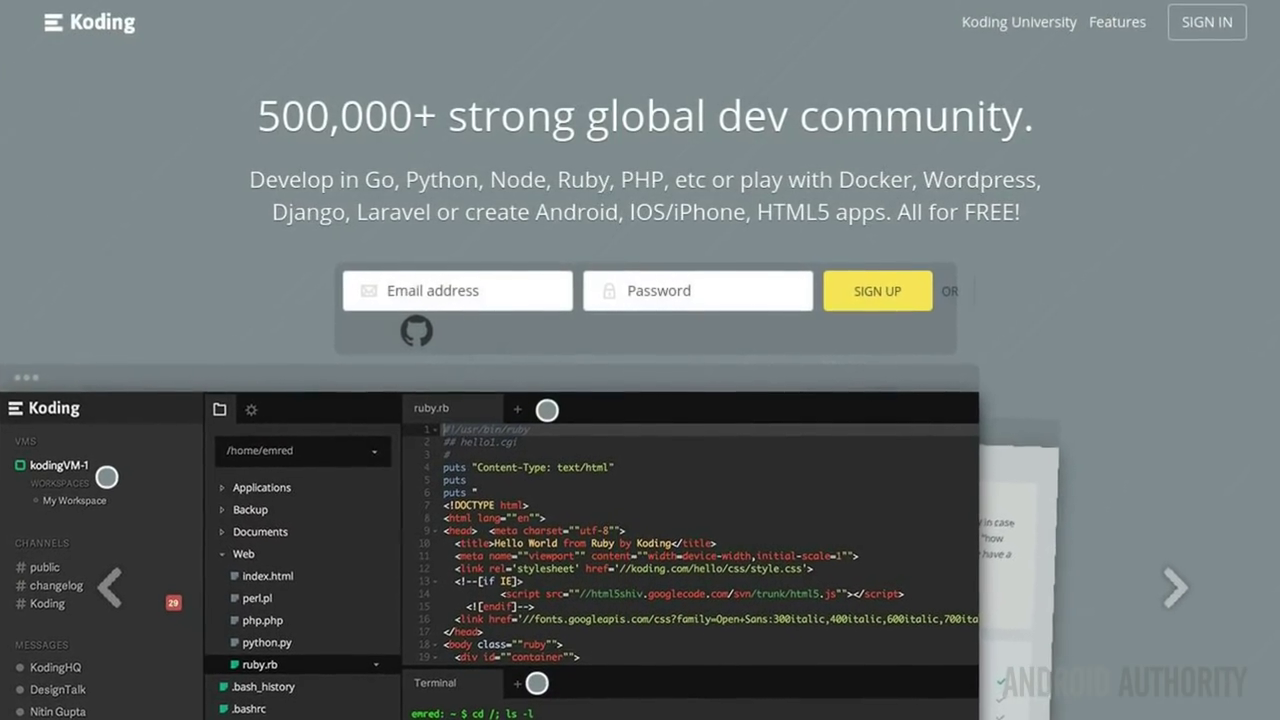 Koding
Koding University Features SIGN IN
500,000+ strong global dev community.
Develop in Go, Python, Node, Ruby, PHP, etc or play with Docker, Wordpress,
Django, Laravel or create Android, IOS/iPhone, HTML5 apps. All for FREE!
Email address Password SIGN UP OR
Koding
VMS
kodingVM-1
WORKSPACES
My Workspace
CHANNELS
# public
# changelog
# Koding 29
MESSAGES
KodingHQ
DesignTalk
Nitin Gupta
/home/emred
Applications
Backup
Documents
Web
index.html
perl.pl
php.php
python.py
ruby.rb
.bash_history
.bashrc
ruby.rb +
1 #!/usr/bin/ruby
2 ## hello1.cgi
3 #
4 puts "Content-Type: text/html"
5 puts
6 puts "
7 <!DOCTYPE html>
8 <html lang=""en"">
9 <head> <meta charset=""utf-8"">
10 <title>Hello World from Ruby by Koding</title>
11 <meta name=""viewport"" content=""width=device-width,initial-scale=1"">
12 <link rel='stylesheet' href='//koding.com/hello/css/style.css'>
13 <!--[if IE]>
14 <script src=""//html5shiv.googlecode.com/svn/trunk/html5.js""></script>
15 <![endif]-->
16 <link href='//fonts.googleapis.com/css?family=Open+Sans:300italic,400italic,600italic,700ita
17 </head>
18 <body class=""ruby"">
19 <div id=""container"">
Terminal +
emred: ~ $ cd /; ls -l
in case
"how
have a
ANDROID AUTHORITY